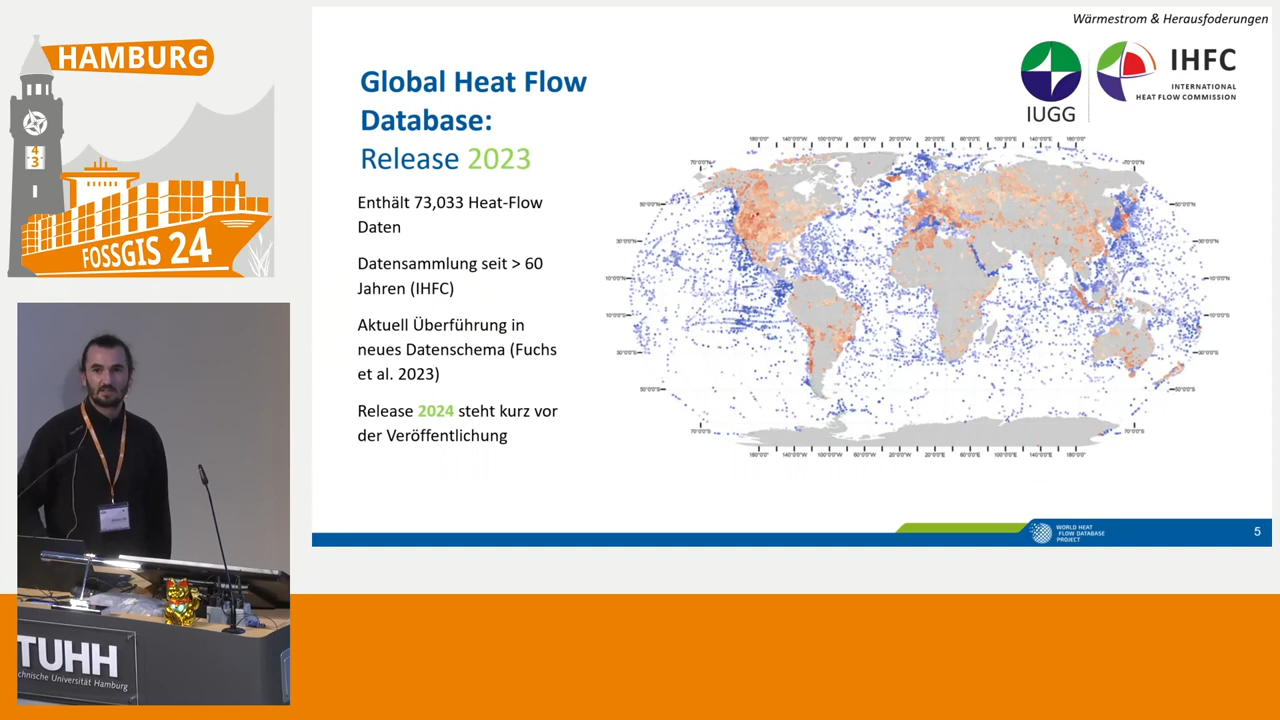 HAMBURG
4
3
FOSSGIS 24
TUHH
chnische Universität Hamburg
Wärmestrom & Herausfoderungen
IUGG
IHFC
INTERNATIONAL
HEAT FLOW COMMISSION
Global Heat Flow
Database:
Release 2023
Enthält 73,033 Heat-Flow
Daten
Datensammlung seit > 60
Jahren (IHFC)
Aktuell Überführung in
neues Datenschema (Fuchs
et al. 2023)
Release 2024 steht kurz vor
der Veröffentlichung
WORLD HEAT
FLOW DATABASE
PROJECT
5